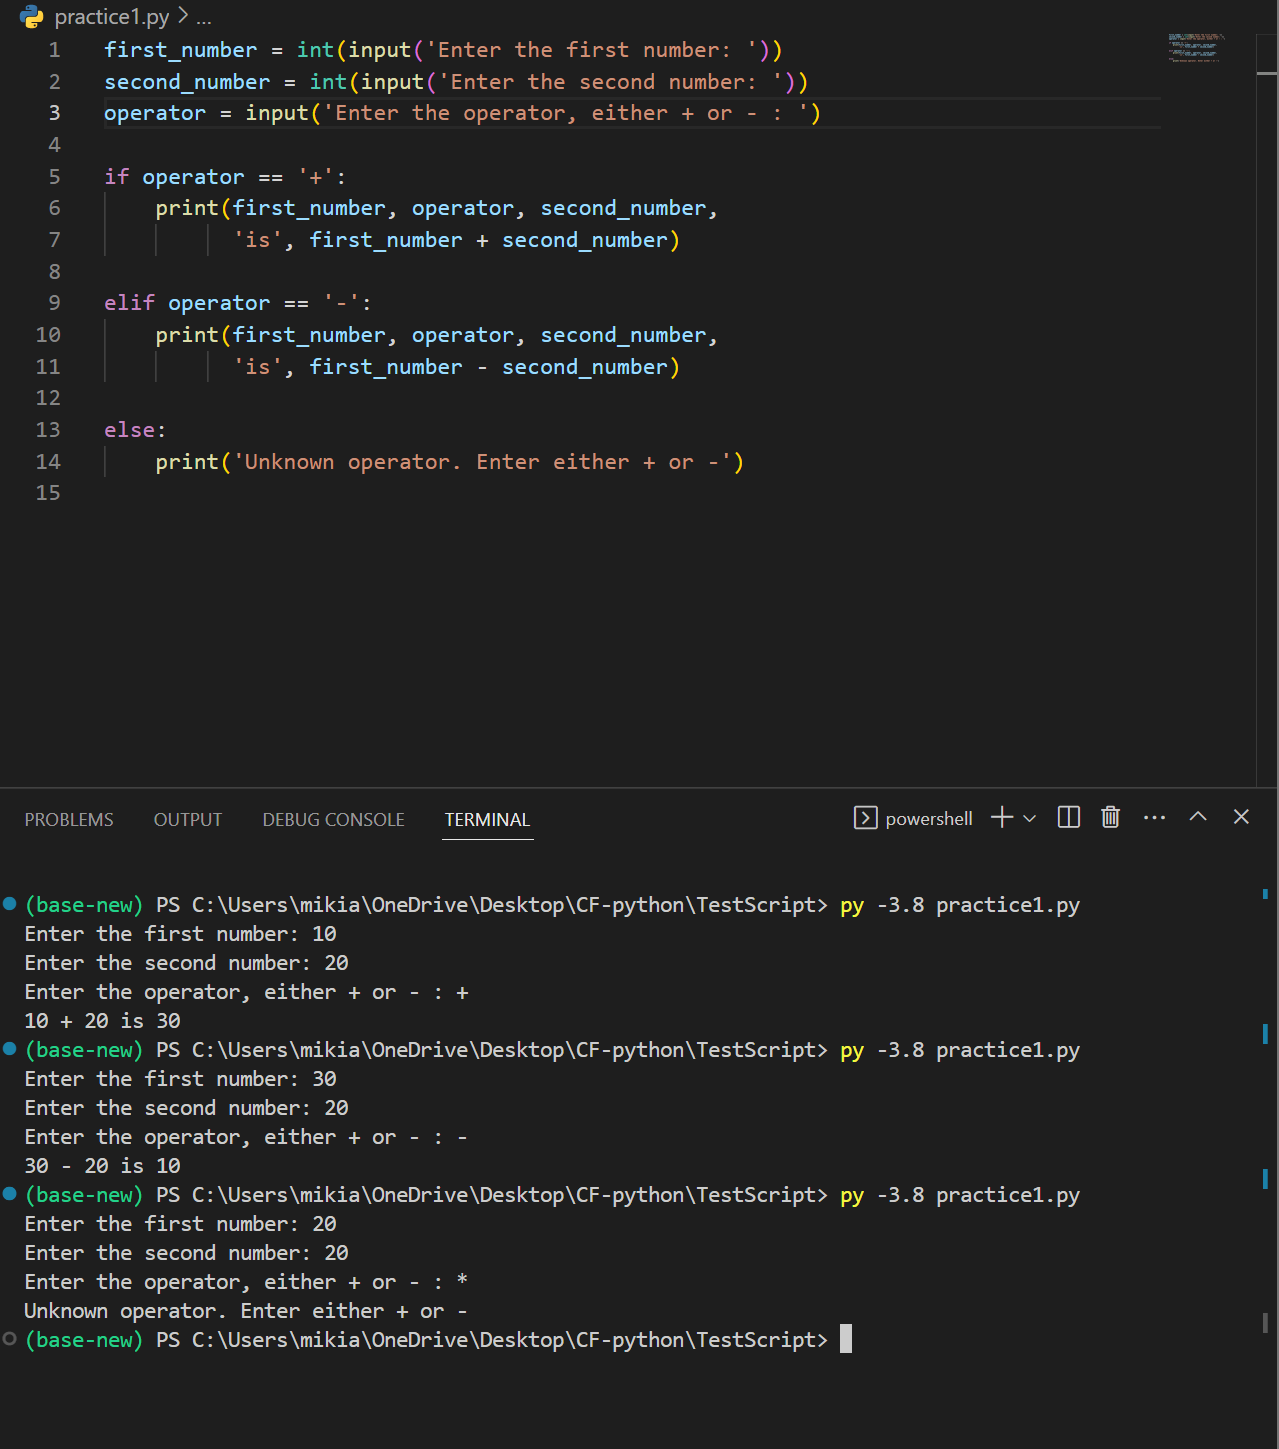 practice1.py > ...
1 first_number = int(input('Enter the first number: '))
2 second_number = int(input('Enter the second number: '))
3 operator = input('Enter the operator, either + or - : ')
4
5 if operator == '+':
6     print(first_number, operator, second_number,
7           'is', first_number + second_number)
8
9 elif operator == '-':
10     print(first_number, operator, second_number,
11           'is', first_number - second_number)
12
13 else:
14     print('Unknown operator. Enter either + or -')
15
PROBLEMS OUTPUT DEBUG CONSOLE TERMINAL powershell
(base-new) PS C:\Users\mikia\OneDrive\Desktop\CF-python\TestScript> py -3.8 practice1.py
Enter the first number: 10
Enter the second number: 20
Enter the operator, either + or - : +
10 + 20 is 30
(base-new) PS C:\Users\mikia\OneDrive\Desktop\CF-python\TestScript> py -3.8 practice1.py
Enter the first number: 30
Enter the second number: 20
Enter the operator, either + or - : -
30 - 20 is 10
(base-new) PS C:\Users\mikia\OneDrive\Desktop\CF-python\TestScript> py -3.8 practice1.py
Enter the first number: 20
Enter the second number: 20
Enter the operator, either + or - : *
Unknown operator. Enter either + or -
(base-new) PS C:\Users\mikia\OneDrive\Desktop\CF-python\TestScript>